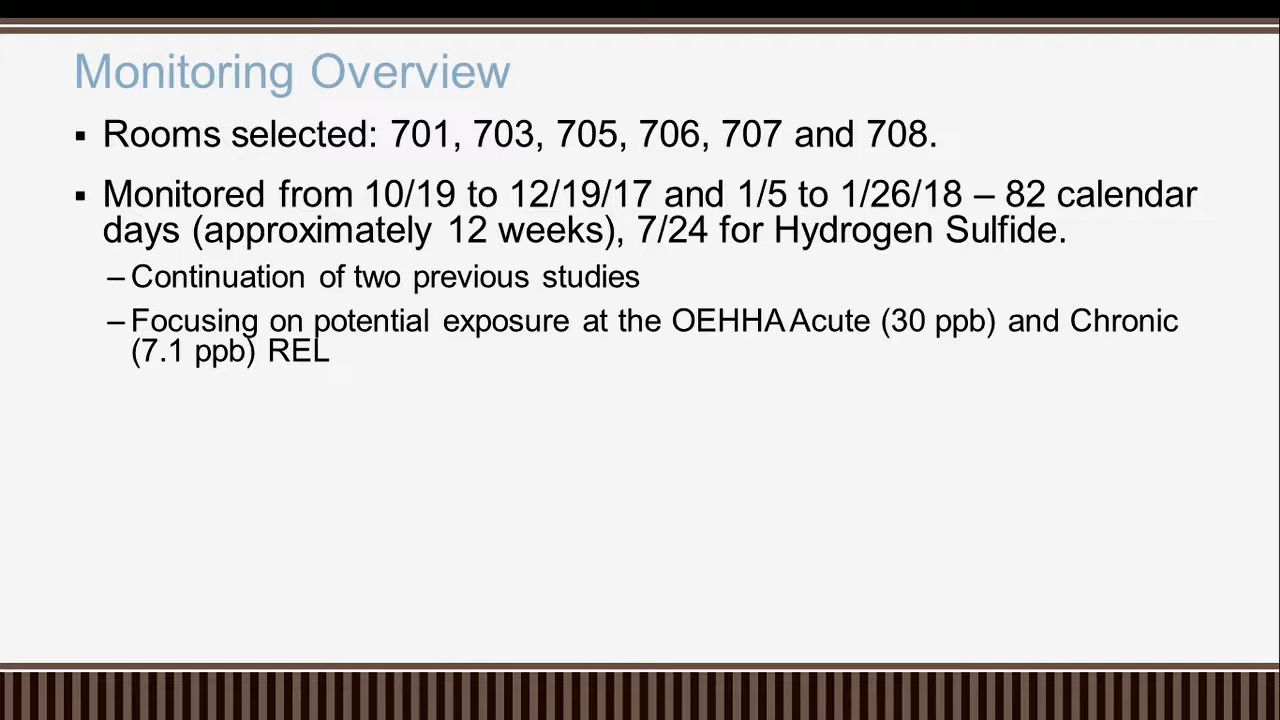 Monitoring Overview
▪ Rooms selected: 701, 703, 705, 706, 707 and 708.
▪ Monitored from 10/19 to 12/19/17 and 1/5 to 1/26/18 – 82 calendar
days (approximately 12 weeks), 7/24 for Hydrogen Sulfide.
– Continuation of two previous studies
– Focusing on potential exposure at the OEHHA Acute (30 ppb) and Chronic
(7.1 ppb) REL